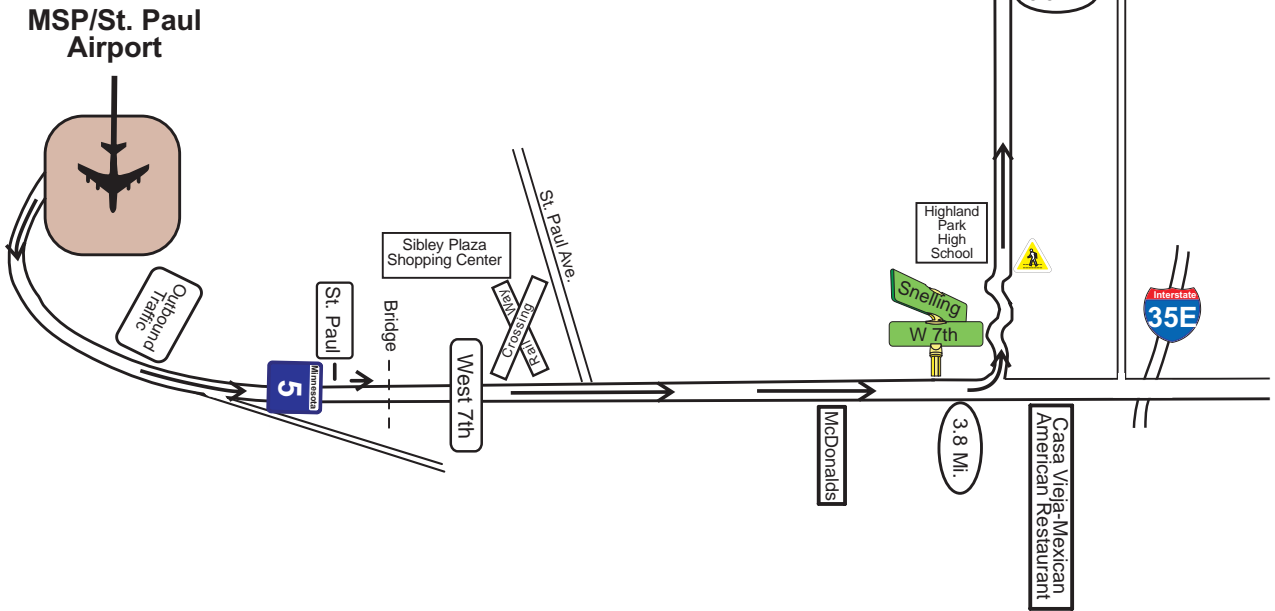 MSP/St. Paul
Airport
Outbound
Traffic
Minnesota
5
St. Paul
Bridge
Sibley Plaza
Shopping Center
West 7th
Rail
Way
Crossing
St. Paul Ave.
McDonalds
Snelling
W 7th
3.8 Mi.
Highland
Park
High
School
Casa Vieja-Mexican
American Restaurant
Interstate
35E